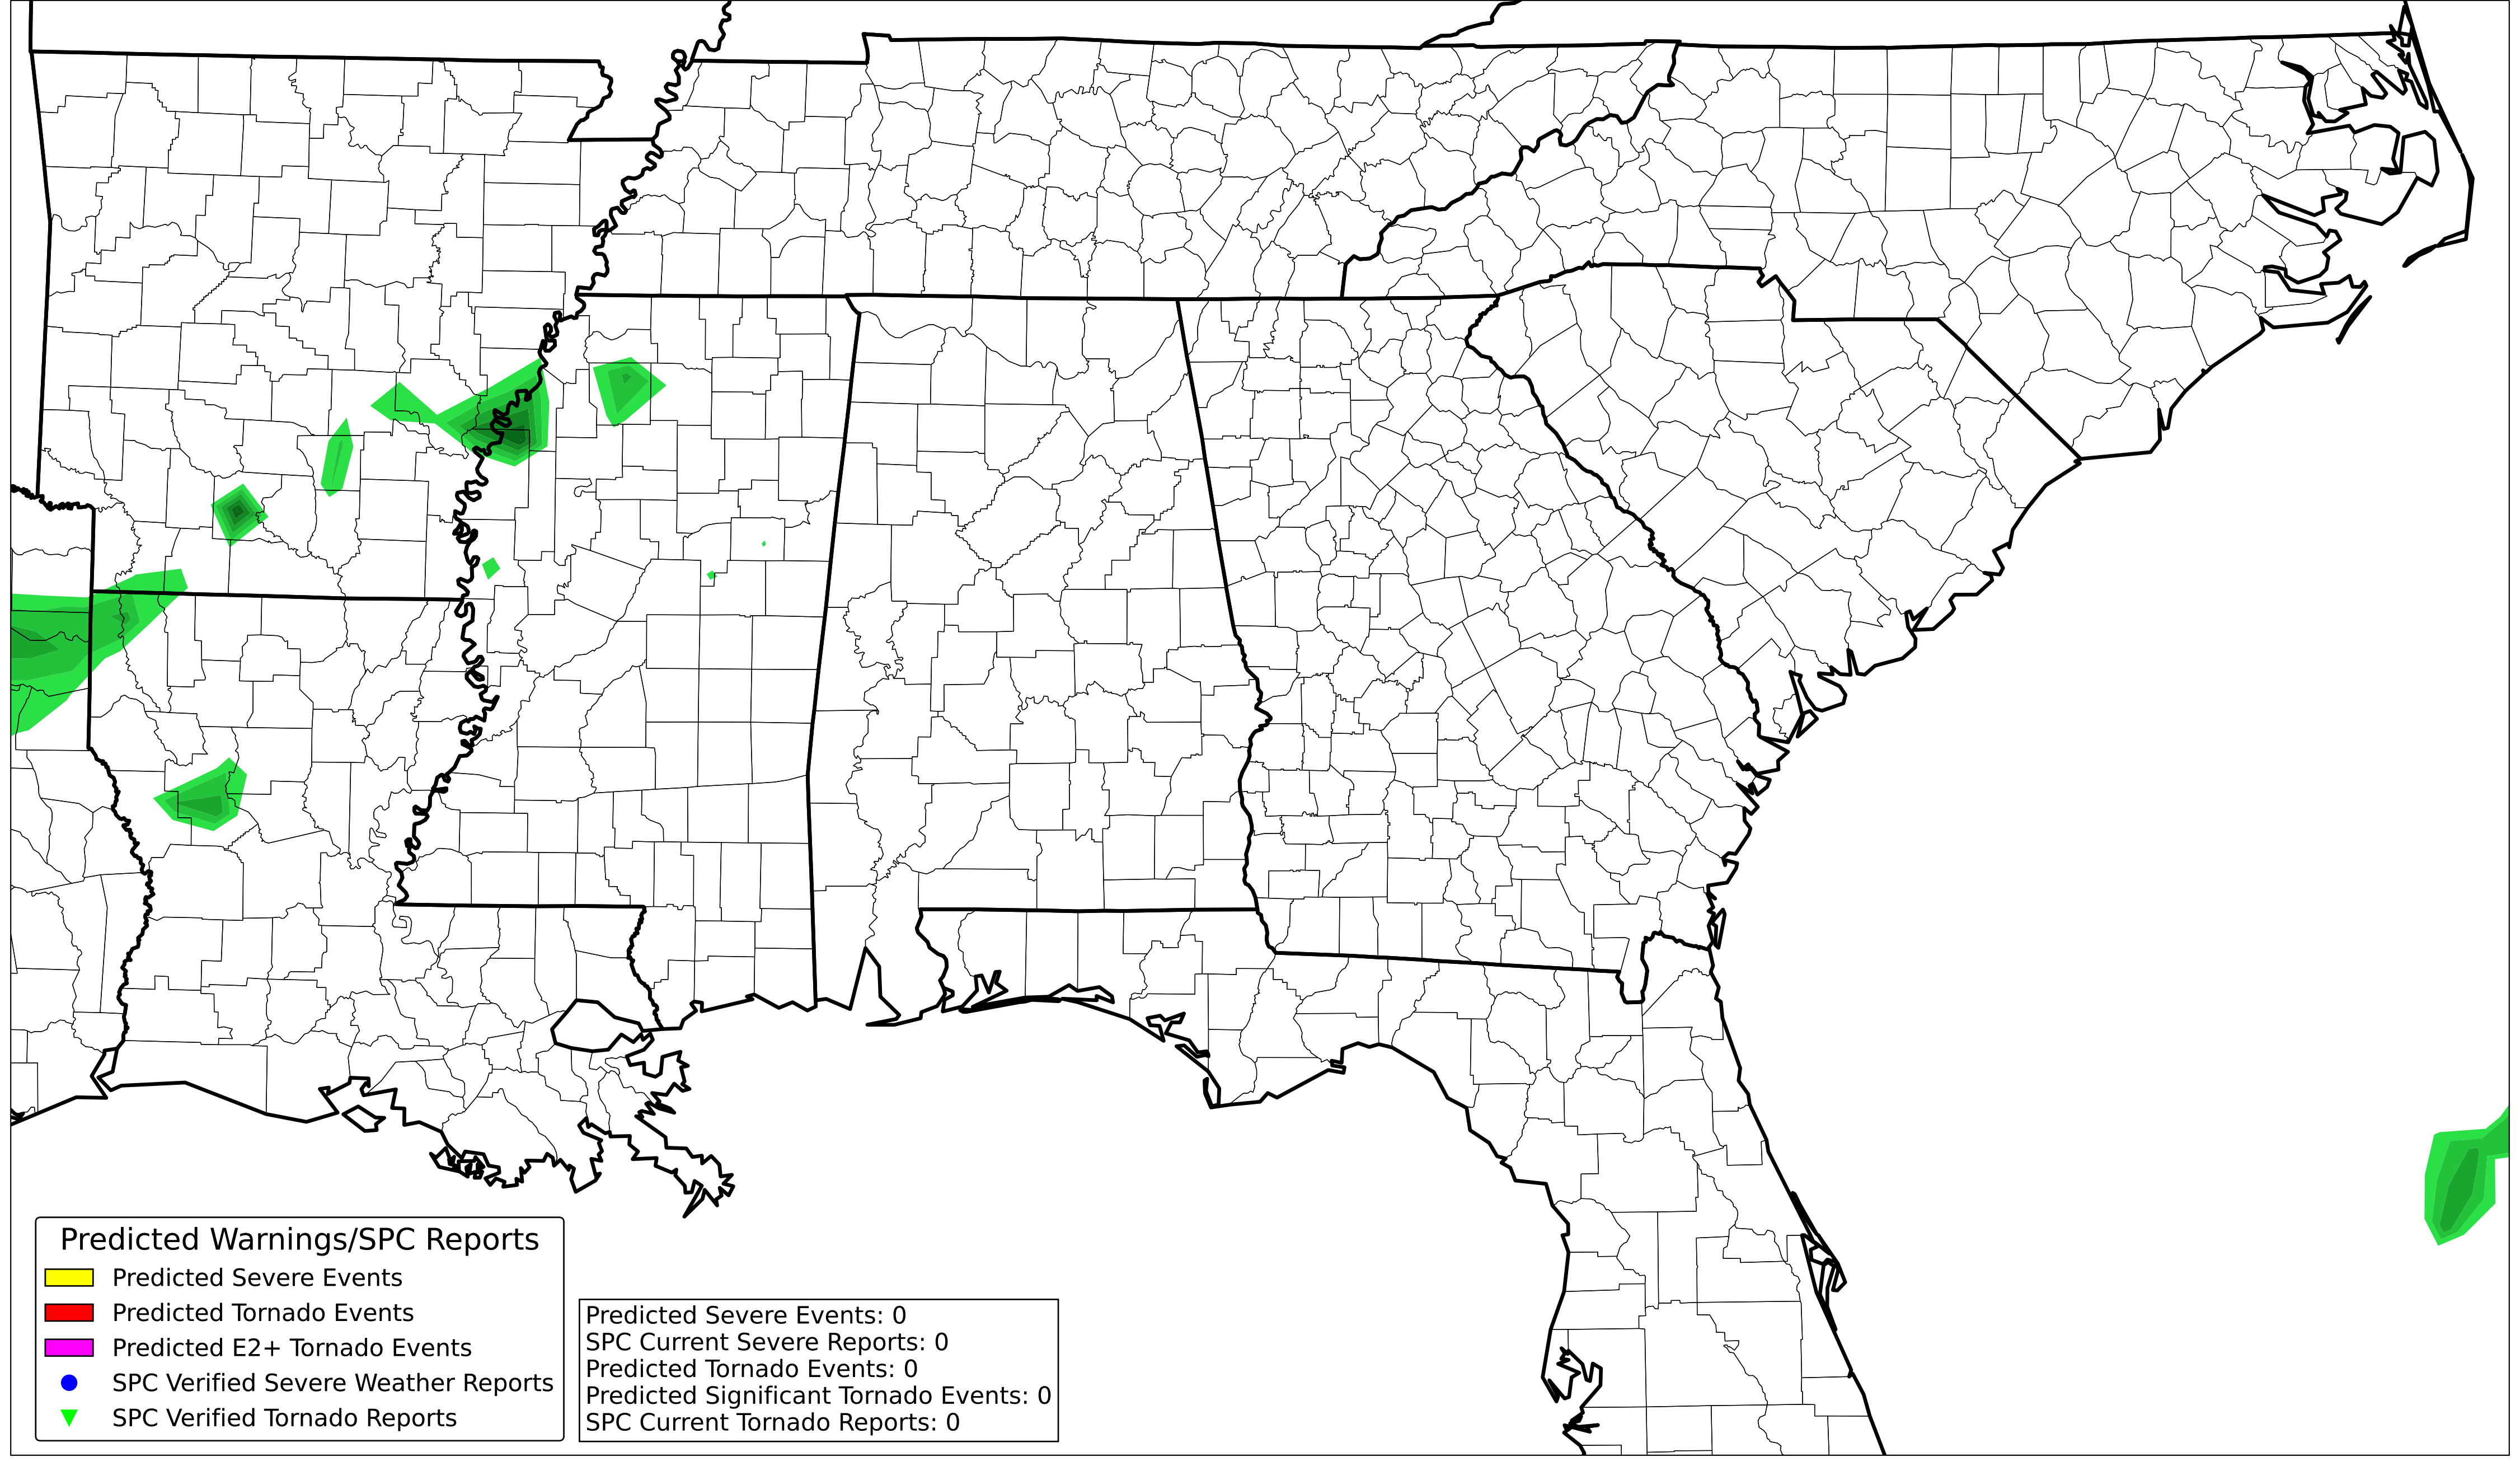 Predicted Warnings/SPC Reports
Predicted Severe Events
Predicted Tornado Events
Predicted E2+ Tornado Events
SPC Verified Severe Weather Reports
SPC Verified Tornado Reports
Predicted Severe Events: 0
SPC Current Severe Reports: 0
Predicted Tornado Events: 0
Predicted Significant Tornado Events: 0
SPC Current Tornado Reports: 0